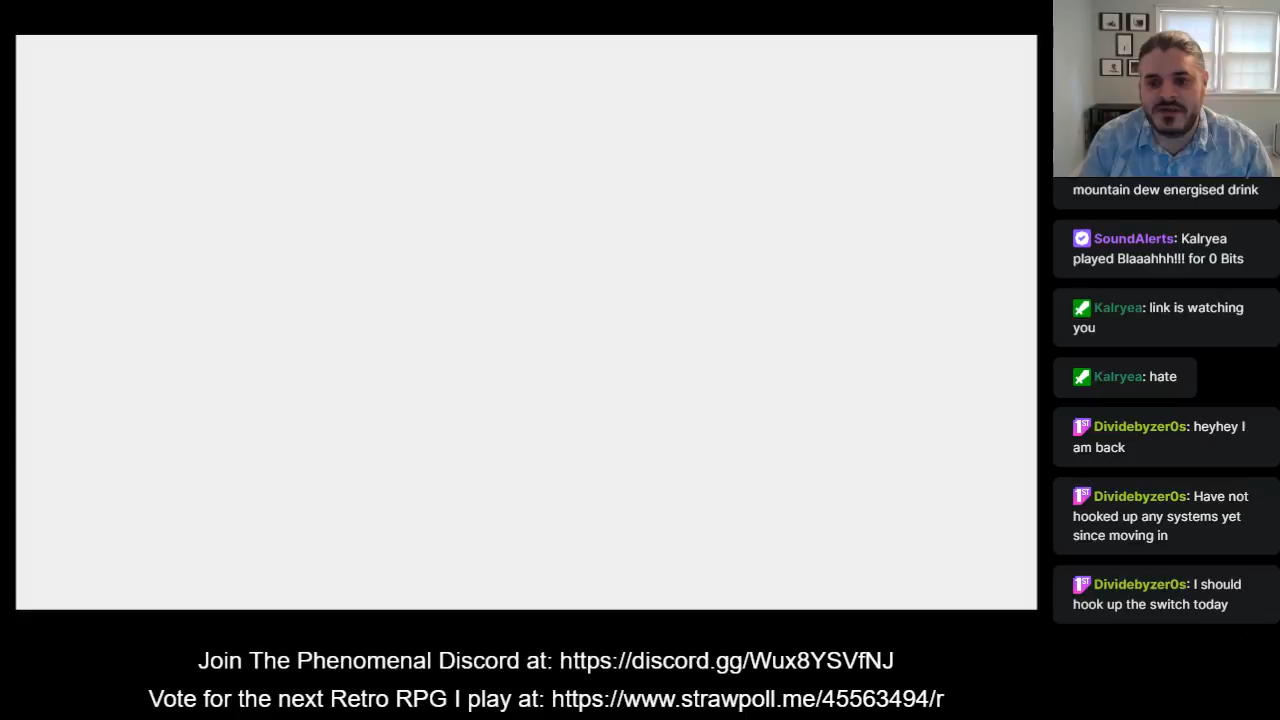 mountain dew energised drink
SoundAlerts: Kalryea
played Blaaahhh!!! for 0 Bits
Kalryea: link is watching
you
Kalryea: hate
1ST Dividebyzer0s: heyhey I
am back
1ST Dividebyzer0s: Have not
hooked up any systems yet
since moving in
1ST Dividebyzer0s: I should
hook up the switch today
Join The Phenomenal Discord at: https://discord.gg/Wux8YSVfNJ
Vote for the next Retro RPG I play at: https://www.strawpoll.me/45563494/r